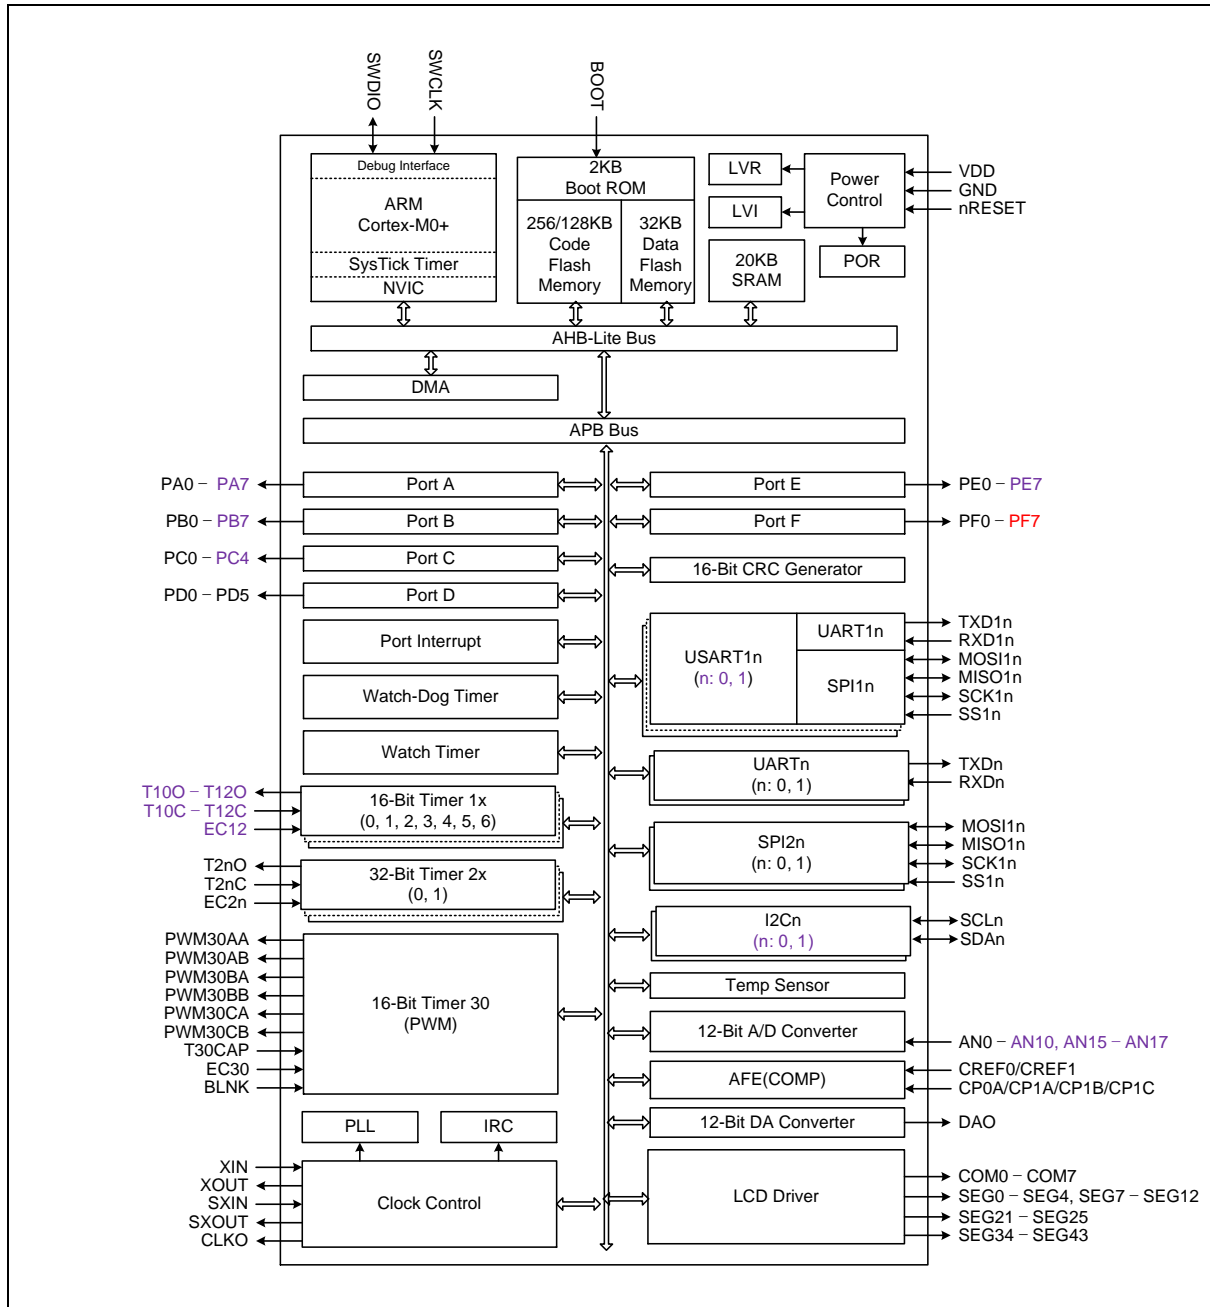 SWDIO
SWCLK
BOOT
Debug Interface
ARM
Cortex-M0+
SysTick Timer
NVIC
2KB
Boot ROM
256/128KB
Code
Flash
Memory
32KB
Data
Flash
Memory
LVR
LVI
Power
Control
VDD
GND
nRESET
20KB
SRAM
POR
AHB-Lite Bus
DMA
APB Bus
PA0 – PA7
Port A
PB0 – PB7
Port B
PC0 – PC4
Port C
PD0 – PD5
Port D
Port Interrupt
Watch-Dog Timer
Watch Timer
T10O – T12O
T10C – T12C
EC12
16-Bit Timer 1x
(0, 1, 2, 3, 4, 5, 6)
T2nO
T2nC
EC2n
32-Bit Timer 2x
(0, 1)
PWM30AA
PWM30AB
PWM30BA
PWM30BB
PWM30CA
PWM30CB
T30CAP
EC30
BLNK
16-Bit Timer 30
(PWM)
PLL
IRC
XIN
XOUT
SXIN
SXOUT
CLKO
Clock Control
Port E
PE0 – PE7
Port F
PF0 – PF7
16-Bit CRC Generator
USART1n
(n: 0, 1)
UART1n
SPI1n
TXD1n
RXD1n
MOSI1n
MISO1n
SCK1n
SS1n
UARTn
(n: 0, 1)
TXDn
RXDn
SPI2n
(n: 0, 1)
MOSI1n
MISO1n
SCK1n
SS1n
I2Cn
(n: 0, 1)
SCLn
SDAn
Temp Sensor
12-Bit A/D Converter
AN0 – AN10, AN15 – AN17
AFE(COMP)
CREF0/CREF1
CP0A/CP1A/CP1B/CP1C
12-Bit DA Converter
DAO
LCD Driver
COM0 – COM7
SEG0 – SEG4, SEG7 – SEG12
SEG21 – SEG25
SEG34 – SEG43